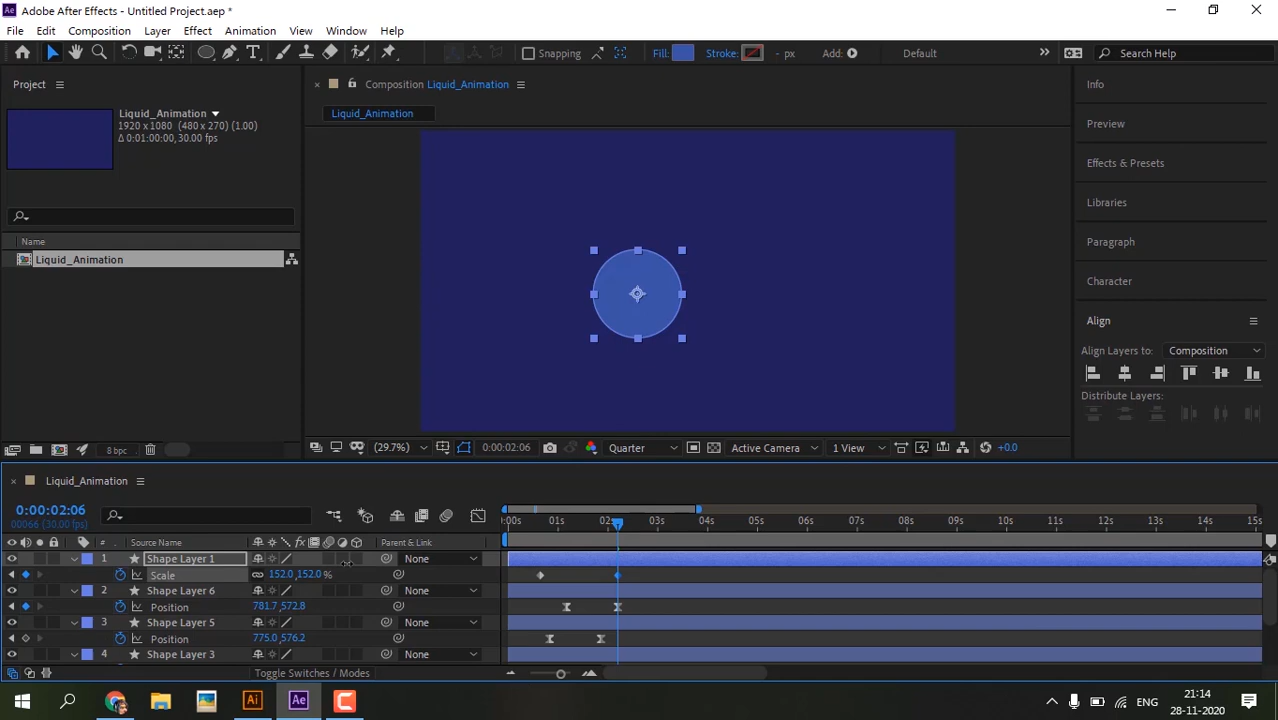 Ae Adobe After Effects - Untitled Project.aep *
File Edit Composition Layer Effect Animation View Window Help
Snapping Fill: Stroke: - px Add: Default Search Help
Project
Composition Liquid_Animation
Info
Liquid_Animation
1920 x 1080 (480 x 270) (1.00)
Δ 0:01:00:00, 30.00 fps
Liquid_Animation
Preview
Effects & Presets
Libraries
Name
Paragraph
Liquid_Animation
Character
Align
Align Layers to: Composition
Distribute Layers:
8 bpc
(29.7%) 0:00:02:06 Quarter Active Camera 1 View +0.0
Liquid_Animation
0:00:02:06
00066 (30.00 fps)
:00s 01s 02s 03s 04s 05s 06s 07s 08s 09s 10s 11s 12s 13s 14s 15s
# Source Name fx Parent & Link
1 Shape Layer 1 None
Scale 152.0,152.0 %
2 Shape Layer 6 None
Position 781.7,572.8
3 Shape Layer 5 None
Position 775.0,576.2
4 Shape Layer 3 None
Toggle Switches / Modes
Ai Ae ENG 21:14
28-11-2020